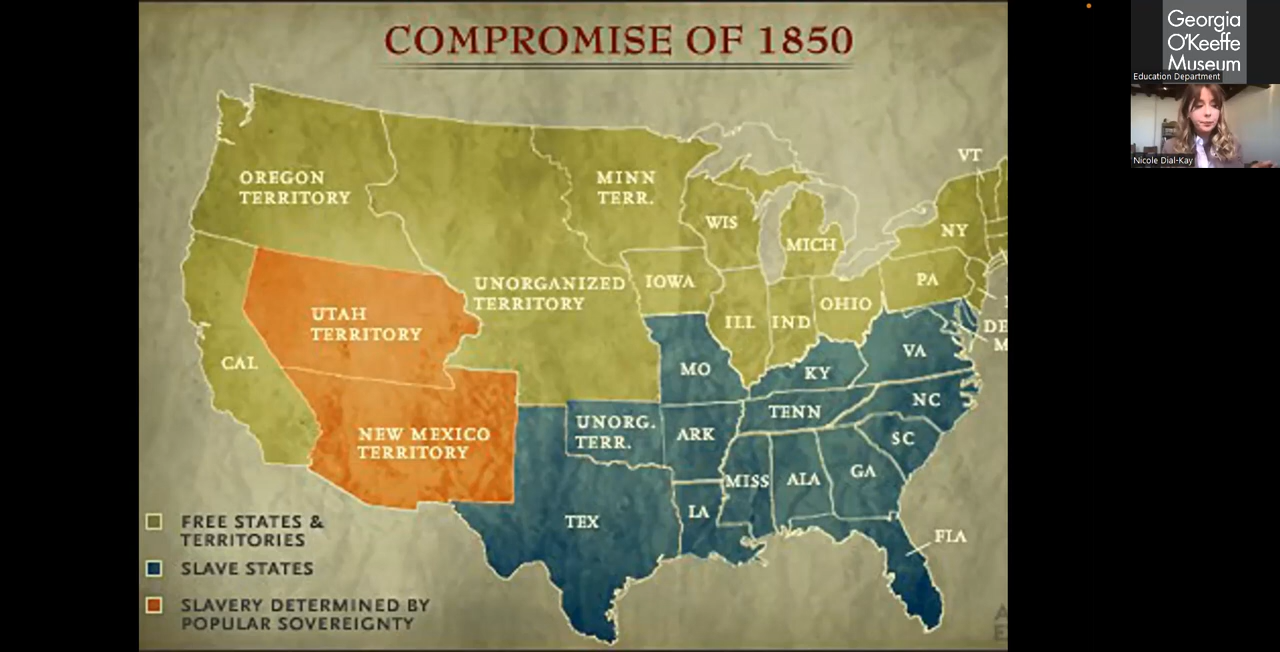 COMPROMISE OF 1850
Georgia
O'Keeffe
Museum
Education Department
Nicole Dial-Kay
VT
OREGON
TERRITORY
MINN
TERR.
WIS
MICH
NY
UNORGANIZED
TERRITORY
IOWA
PA
UTAH
TERRITORY
ILL
IND
OHIO
DE
M
CAL
MO
KY
VA
NEW MEXICO
TERRITORY
UNORG.
TERR.
ARK
TENN
NC
SC
MISS
ALA
GA
TEX
LA
FLA
FREE STATES &
TERRITORIES
SLAVE STATES
SLAVERY DETERMINED BY
POPULAR SOVEREIGNTY